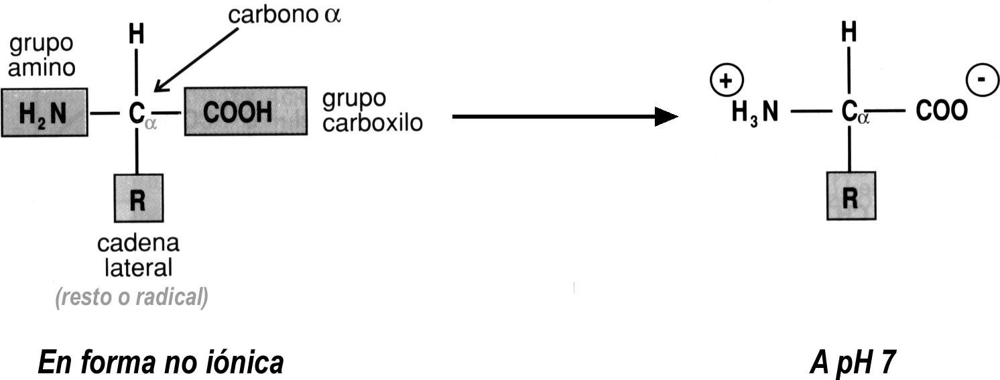 carbono α
H
grupo
amino
H₂N
C α
COOH
grupo
carboxilo
R
cadena
lateral
(resto o radical)
En forma no iónica
H
+
-
H₃N
C α
COO
R
A pH 7